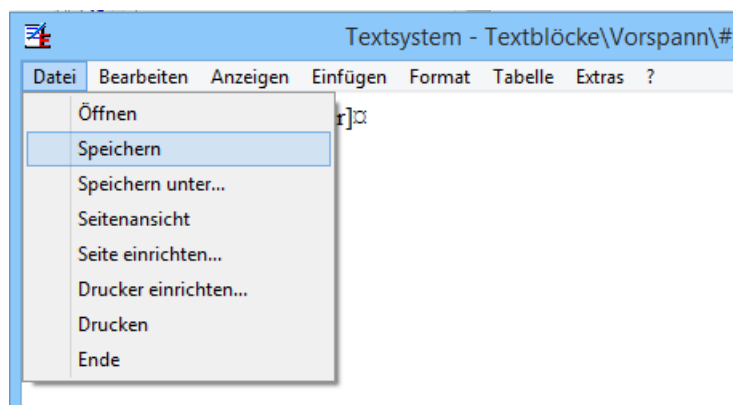 Textsystem - Textblöcke\Vorspann\#
Datei Bearbeiten Anzeigen Einfügen Format Tabelle Extras ?
r]¤
Öffnen
Speichern
Speichern unter...
Seitenansicht
Seite einrichten...
Drucker einrichten...
Drucken
Ende